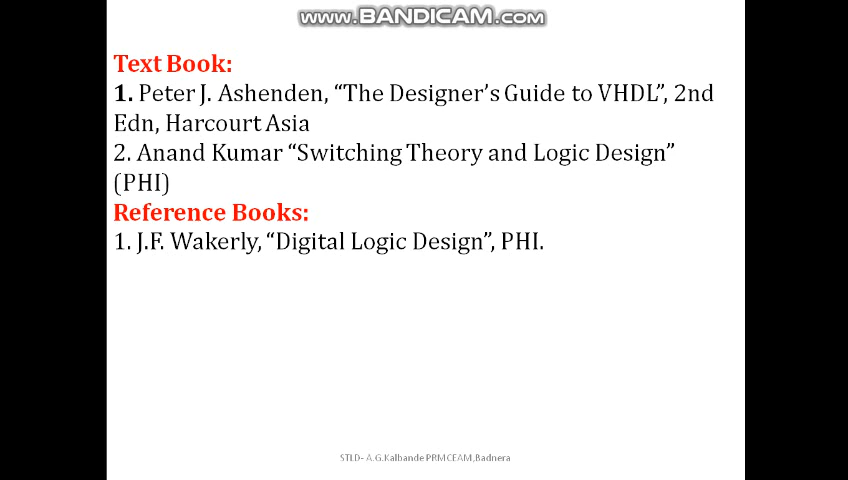 www.BANDICAM.com
Text Book:
1. Peter J. Ashenden, “The Designer’s Guide to VHDL”, 2nd
Edn, Harcourt Asia
2. Anand Kumar “Switching Theory and Logic Design”
(PHI)
Reference Books:
1. J.F. Wakerly, “Digital Logic Design”, PHI.
STLD- A.G.Kalbande PRMCEAM,Badnera